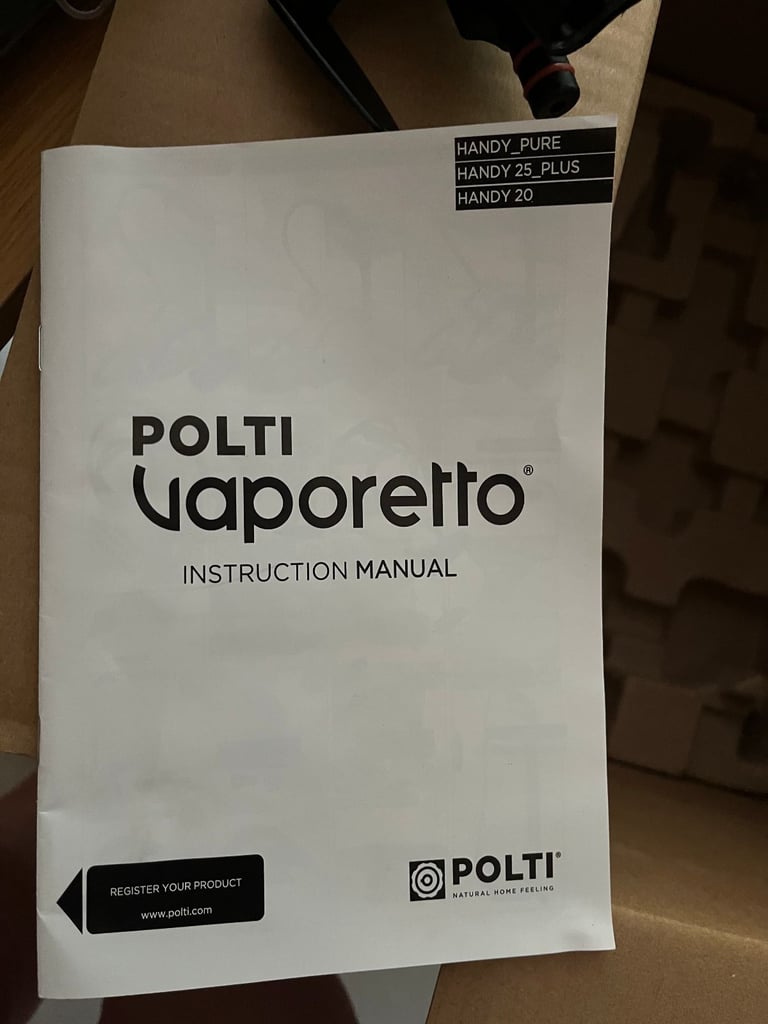 HANDY_PURE
HANDY 25_PLUS
HANDY 20
POLTI
vaporetto®
INSTRUCTION MANUAL
REGISTER YOUR PRODUCT
www.polti.com
POLTI®
NATURAL HOME FEELING